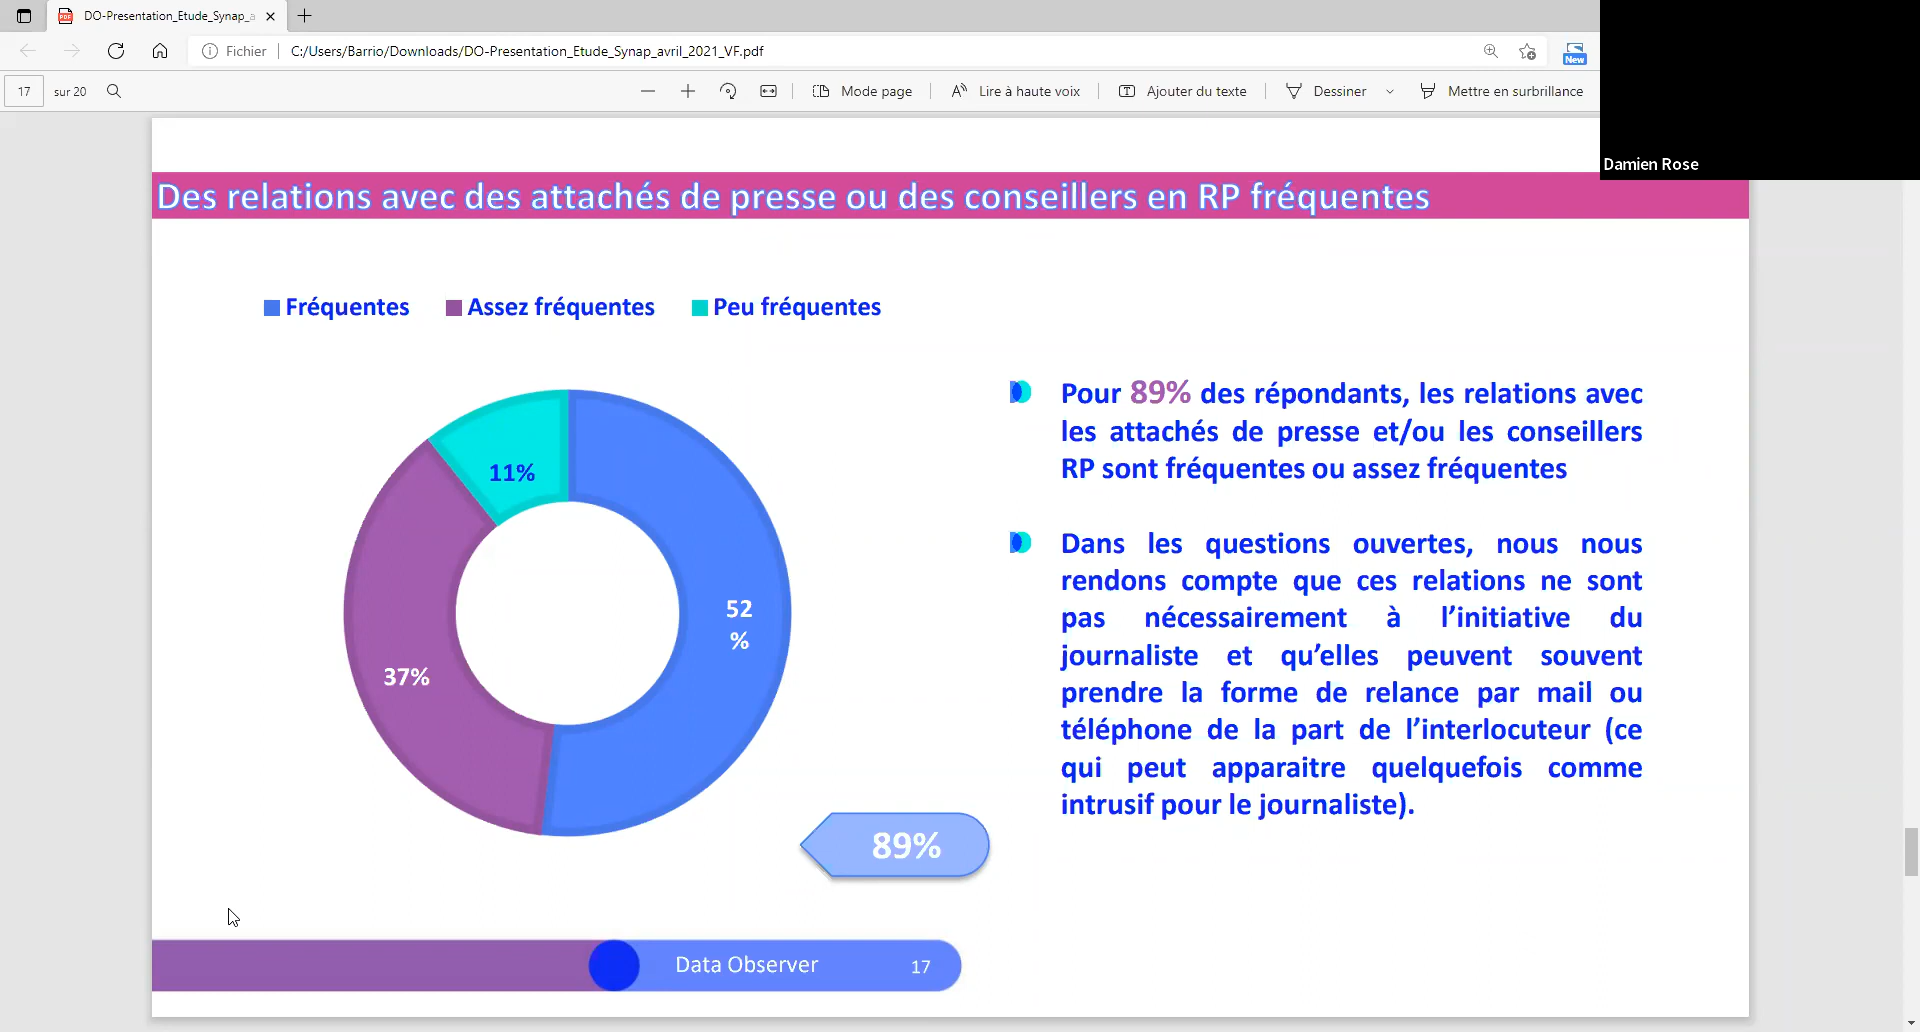 DO-Presentation_Etude_Synap_a
Fichier
C:/Users/Barrio/Downloads/DO-Presentation_Etude_Synap_avril_2021_VF.pdf
New
17 sur 20
Mode page
Lire à haute voix
Ajouter du texte
Dessiner
Mettre en surbrillance
Damien Rose
Des relations avec des attachés de presse ou des conseillers en RP fréquentes
Fréquentes
Assez fréquentes
Peu fréquentes
11%
52
%
37%
89%
Pour 89% des répondants, les relations avec
les attachés de presse et/ou les conseillers
RP sont fréquentes ou assez fréquentes
Dans les questions ouvertes, nous nous
rendons compte que ces relations ne sont
pas nécessairement à l’initiative du
journaliste et qu’elles peuvent souvent
prendre la forme de relance par mail ou
téléphone de la part de l’interlocuteur (ce
qui peut apparaitre quelquefois comme
intrusif pour le journaliste).
Data Observer
17